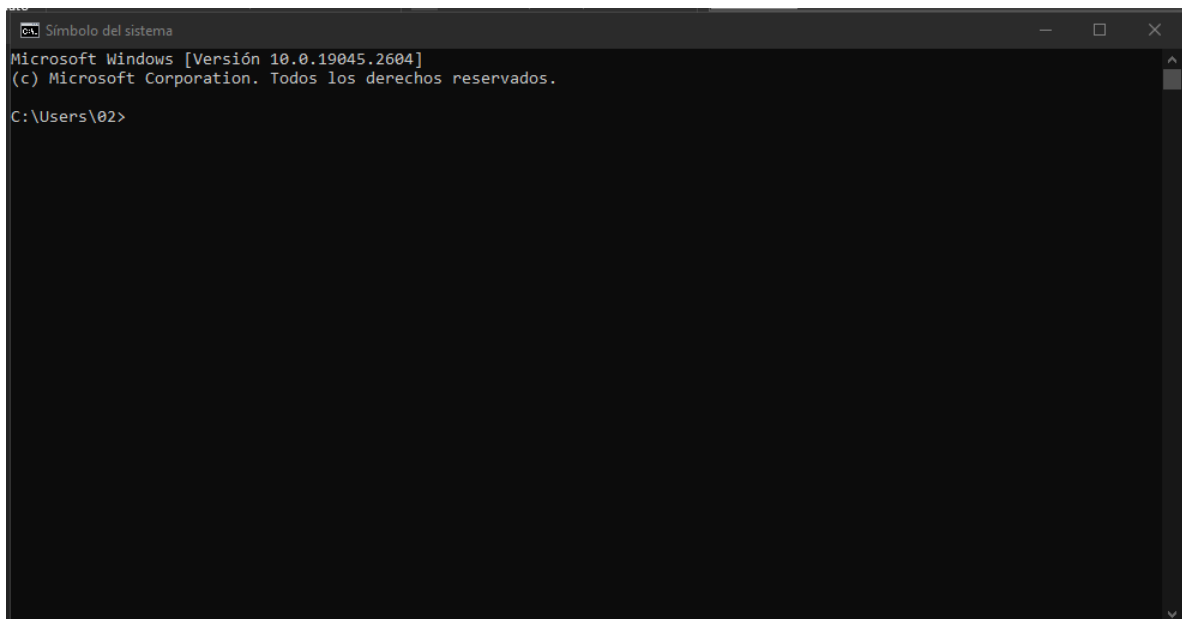 Símbolo del sistema
Microsoft Windows [Versión 10.0.19045.2604]
(c) Microsoft Corporation. Todos los derechos reservados.
C:\Users\02>